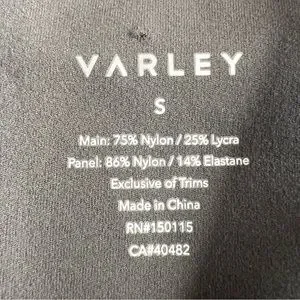 VARLEY
S
Main: 75% Nylon / 25% Lycra
Panel: 86% Nylon / 14% Elastane
Exclusive of Trims
Made in China
RN#150115
CA#40482